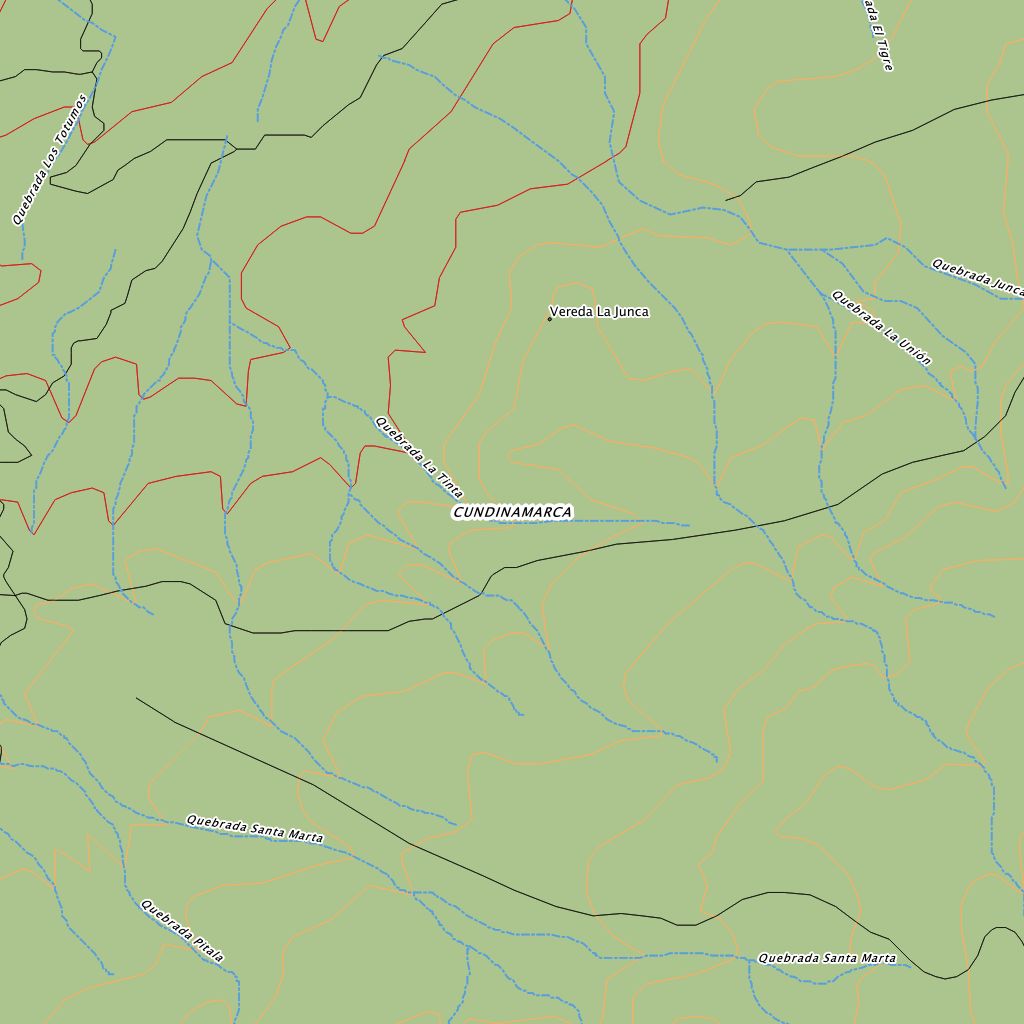 ada El Tigre
Quebrada Los Totumos
Quebrada Junca
Quebrada La Unión
Vereda La Junca
Quebrada La Tinta
CUNDINAMARCA
Quebrada Santa Marta
Quebrada Pitala
Quebrada Santa Marta